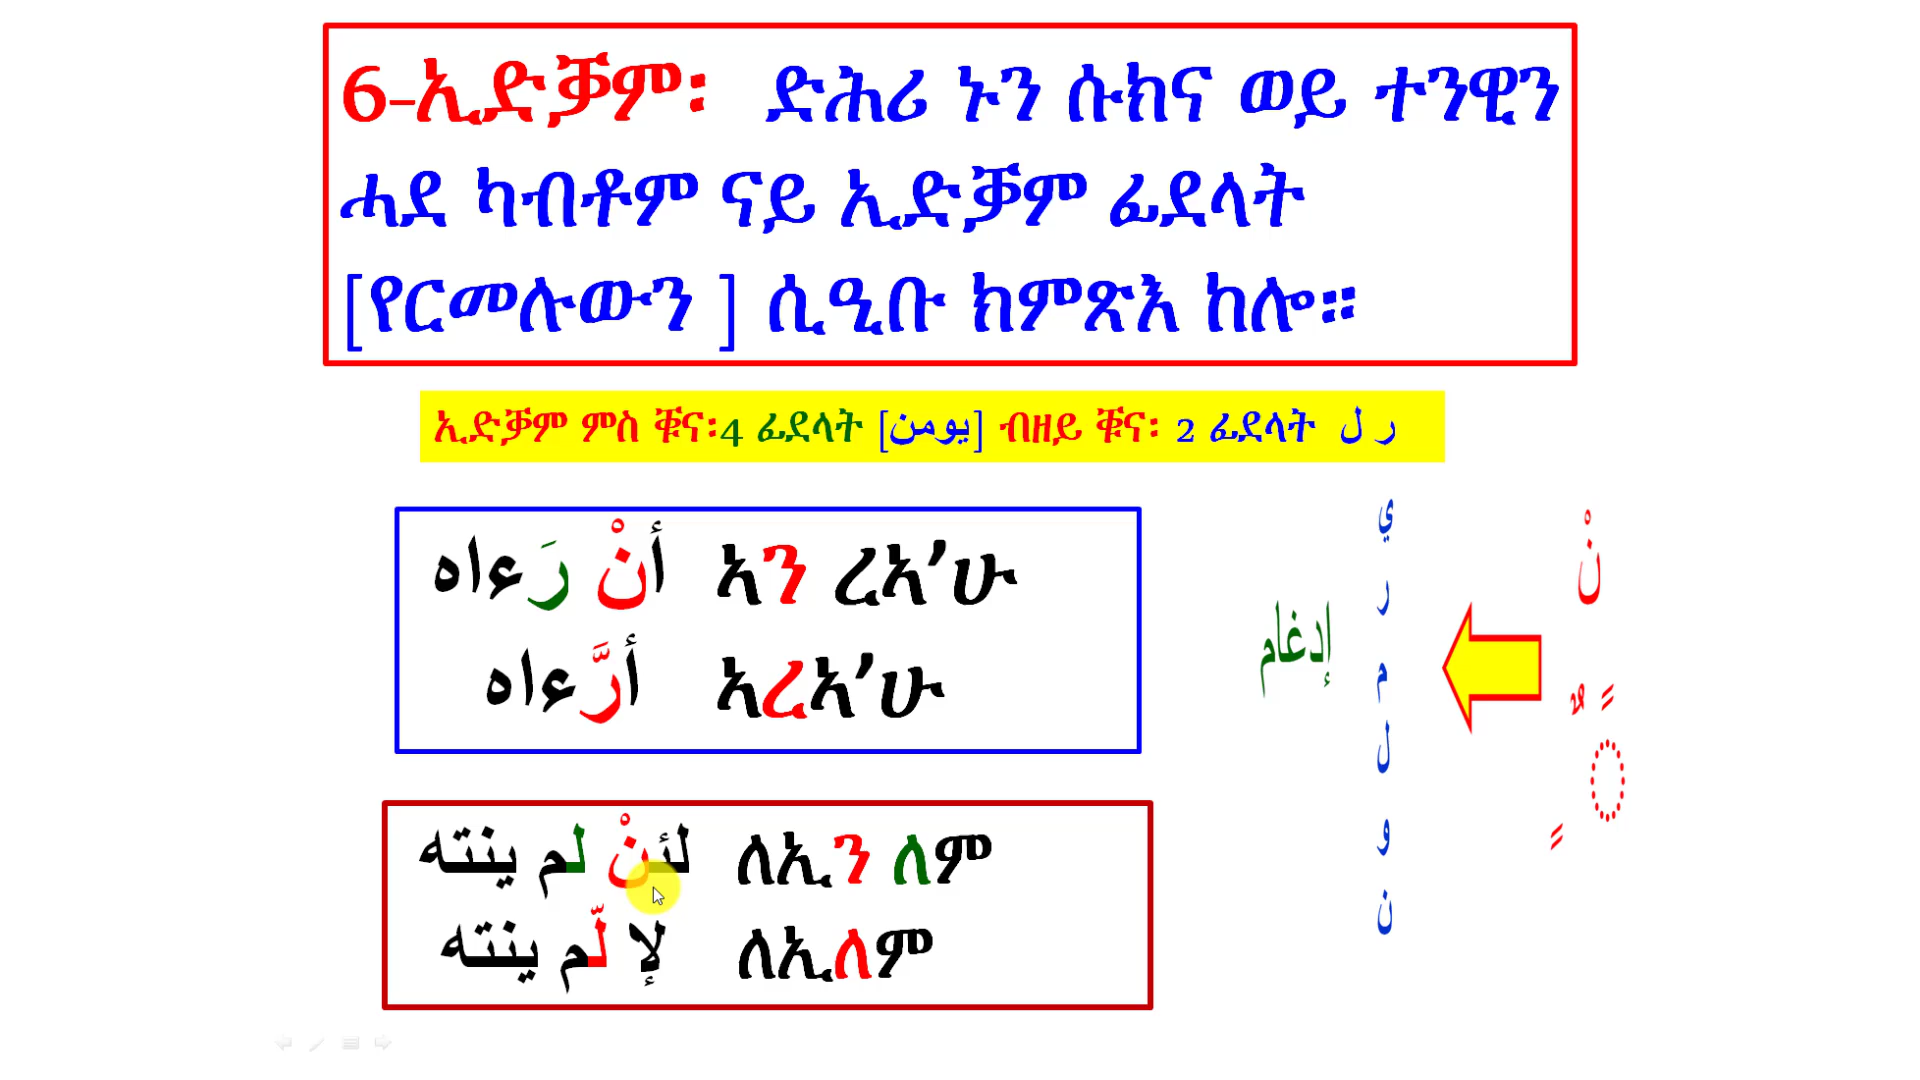 6-ኢድቓም፡ ድሕሪ ኑን ሱክና ወይ ተንዊን
ሓደ ካብቶም ናይ ኢድቓም ፊደላት
[የርመሉውን ] ሲዒቡ ክምጽእ ከሎ።
ኢድቓም ምስ ቑና፡4 ፊደላት [يومن] ብዘይ ቑና፡ 2 ፊደላት ر ل
أنْ رَءاه ኣን ረኣ’ሁ
أرَّءاه ኣረኣ’ሁ
لئنْ لم ينته ለኢን ለም
لإ لّم ينته ለኢለም
إدغام
ي
ر
م
ل
و
ن
نْ
ٌ ً
ٍ